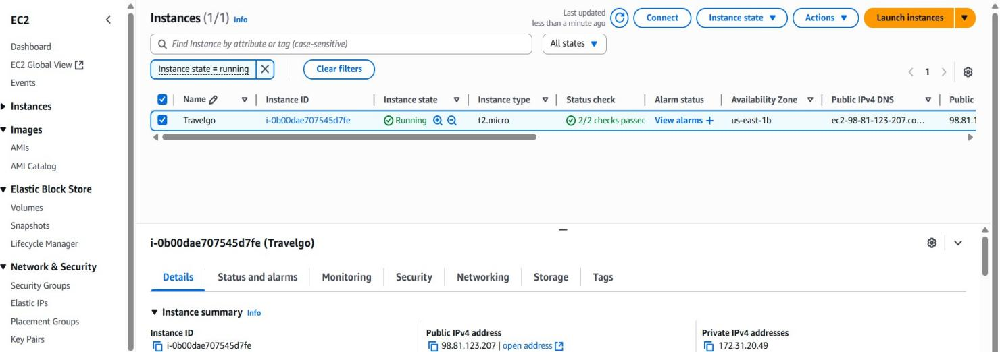 EC2
Dashboard
EC2 Global View
Events
Instances
Images
AMIs
AMI Catalog
Elastic Block Store
Volumes
Snapshots
Lifecycle Manager
Network & Security
Security Groups
Elastic IPs
Placement Groups
Key Pairs
Instances (1/1) Info
Last updated
less than a minute ago
Connect Instance state Actions Launch instances
Find Instance by attribute or tag (case-sensitive)
All states
Instance state = running
Clear filters
1
Name Instance ID Instance state Instance type Status check Alarm status Availability Zone Public IPv4 DNS Public
Travelgo i-0b00dae707545d7fe Running t2.micro 2/2 checks passec View alarms + us-east-1b ec2-98-81-123-207.co... 98.81.1
i-0b00dae707545d7fe (Travelgo)
Details Status and alarms Monitoring Security Networking Storage Tags
Instance summary Info
Instance ID Public IPv4 address Private IPv4 addresses
i-0b00dae707545d7fe 98.81.123.207 | open address 172.31.20.49